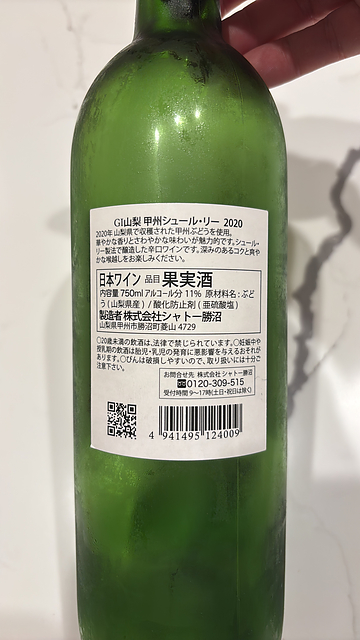 GI山梨 甲州シュール・リー 2020
2020年 山梨県で収穫された甲州ぶどうを使用。
華やかな香りとさわやかな味わいが魅力的です。シュール・
リー製法で醸造した辛口ワインです。深みのあるコクと爽や
かな喉越しをお楽しみください。
日本ワイン 品目 果実酒
内容量 750ml アルコール分 11% 原材料名：ぶど
う(山梨県産) / 酸化防止剤(亜硫酸塩)
製造者 株式会社シャトー勝沼
山梨県甲州市勝沼町菱山 4729
○20歳未満の飲酒は、法律で禁じられています。○妊娠中や
授乳期の飲酒は胎児・乳児の発育に悪影響を与えるおそれが
あります。○びんは破損しやすいので、取り扱いには十分ご
注意下さい。
お問合せ先 株式会社シャトー勝沼
0120-309-515
受付時間 9〜17時(土日・祝日は除く)
4 941495 124009